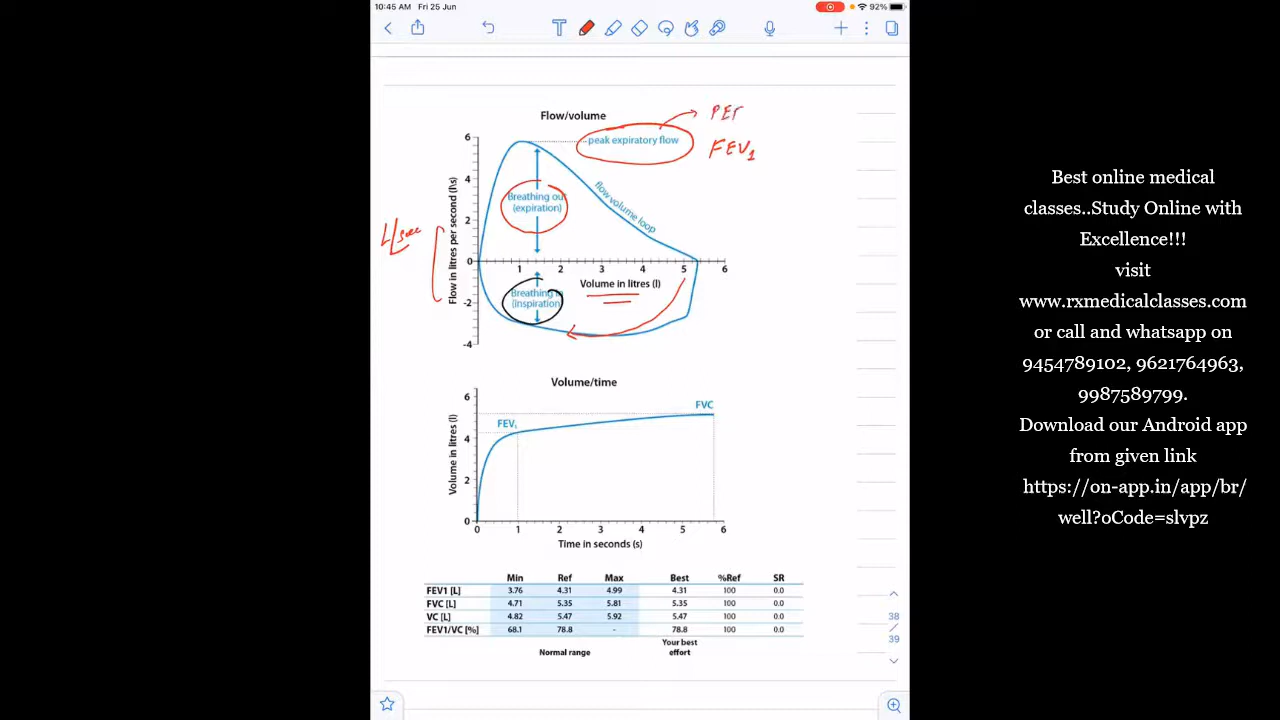 10:45 AM Fri 25 Jun
92%
T
Flow/volume
PEF
peak expiratory flow
FEV1
6
4
2
0
-2
-4
Flow in litres per second (l\s)
L/sec
Breathing out
(expiration)
flow volume loop
1 2 3 4 5 6
Volume in litres (l)
Breathing in
(inspiration
Volume/time
6
4
2
0
Volume in litres (l)
FEV1
FVC
0 1 2 3 4 5 6
Time in seconds (s)
Min Ref Max Best %Ref SR
FEV1 [L] 3.76 4.31 4.99 4.31 100 0.0
FVC [L] 4.71 5.35 5.81 5.35 100 0.0
VC [L] 4.82 5.47 5.92 5.47 100 0.0
FEV1/VC [%] 68.1 78.8 - 78.8 100 0.0
Normal range
Your best
effort
38
/
39
Best online medical
classes..Study Online with
Excellence!!!
visit
www.rxmedicalclasses.com
or call and whatsapp on
9454789102, 9621764963,
9987589799.
Download our Android app
from given link
https://on-app.in/app/br/
well?oCode=slvpz